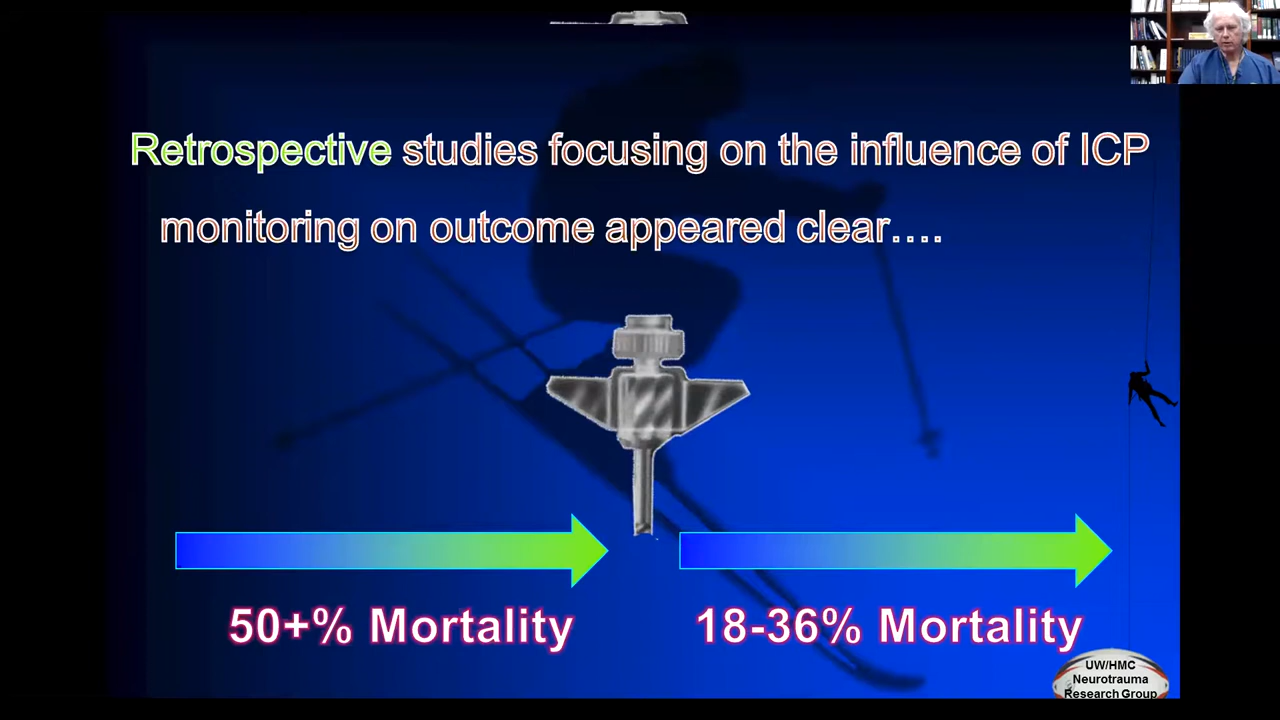 Retrospective studies focusing on the influence of ICP
monitoring on outcome appeared clear….
50+% Mortality
18-36% Mortality
UW/HMC
Neurotrauma
Research Group